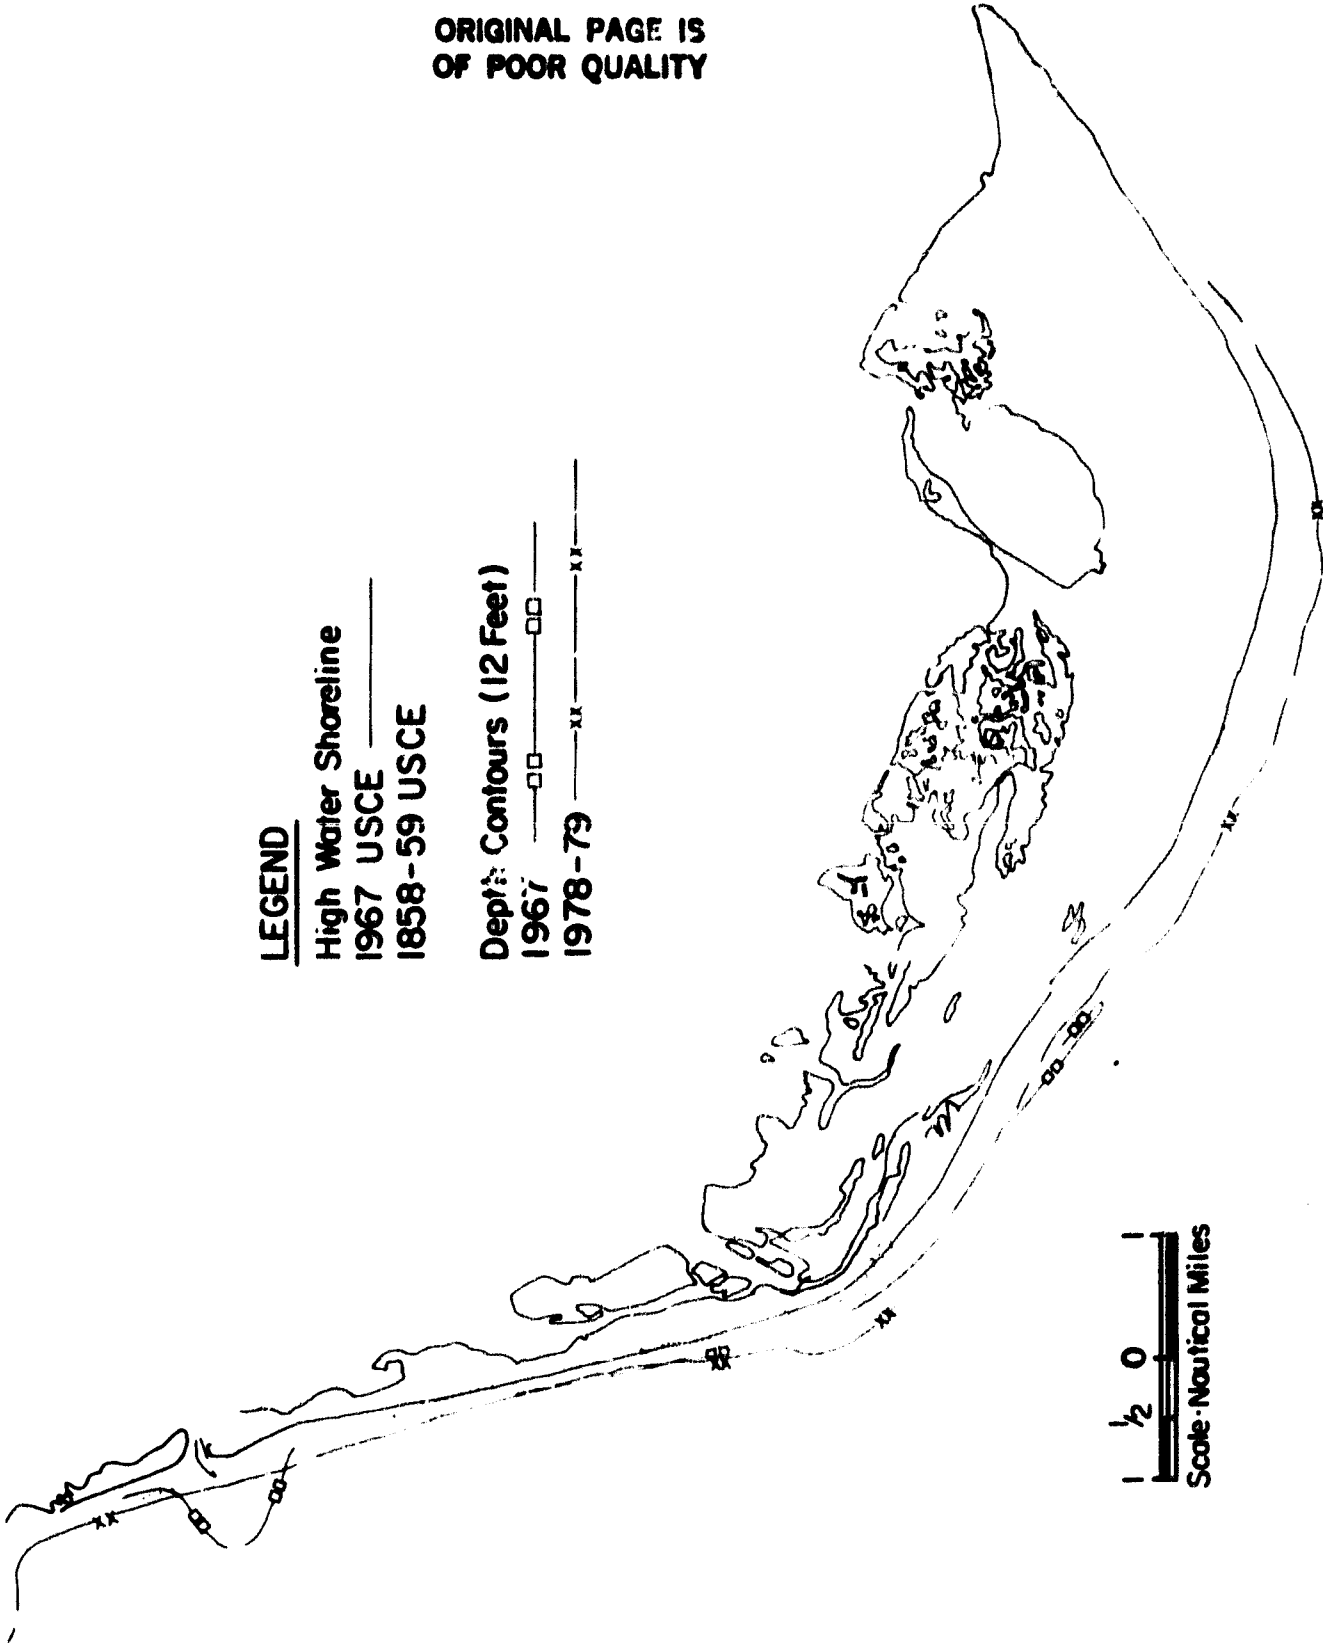 ORIGINAL PAGE IS
OF POOR QUALITY
LEGEND
High Water Shoreline
1967 USCE
1858-59 USCE
Depth Contours (12 Feet)
1967
1978-79
1 1/2 0 1
Scale·Nautical Miles